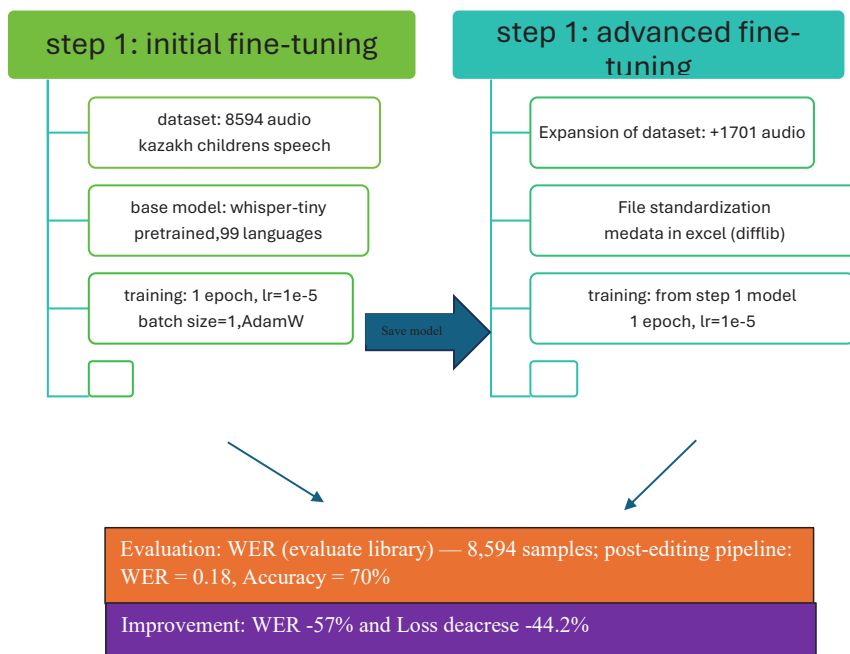 step 1: initial fine-tuning
dataset: 8594 audio
kazakh childrens speech
base model: whisper-tiny
pretrained,99 languages
training: 1 epoch, lr=1e-5
batch size=1,AdamW
Save model
step 1: advanced fine-
tuning
Expansion of dataset: +1701 audio
File standardization
medata in excel (difflib)
training: from step 1 model
1 epoch, lr=1e-5
Evaluation: WER (evaluate library) — 8,594 samples; post-editing pipeline:
WER = 0.18, Accuracy = 70%
Improvement: WER -57% and Loss deacrese -44.2%